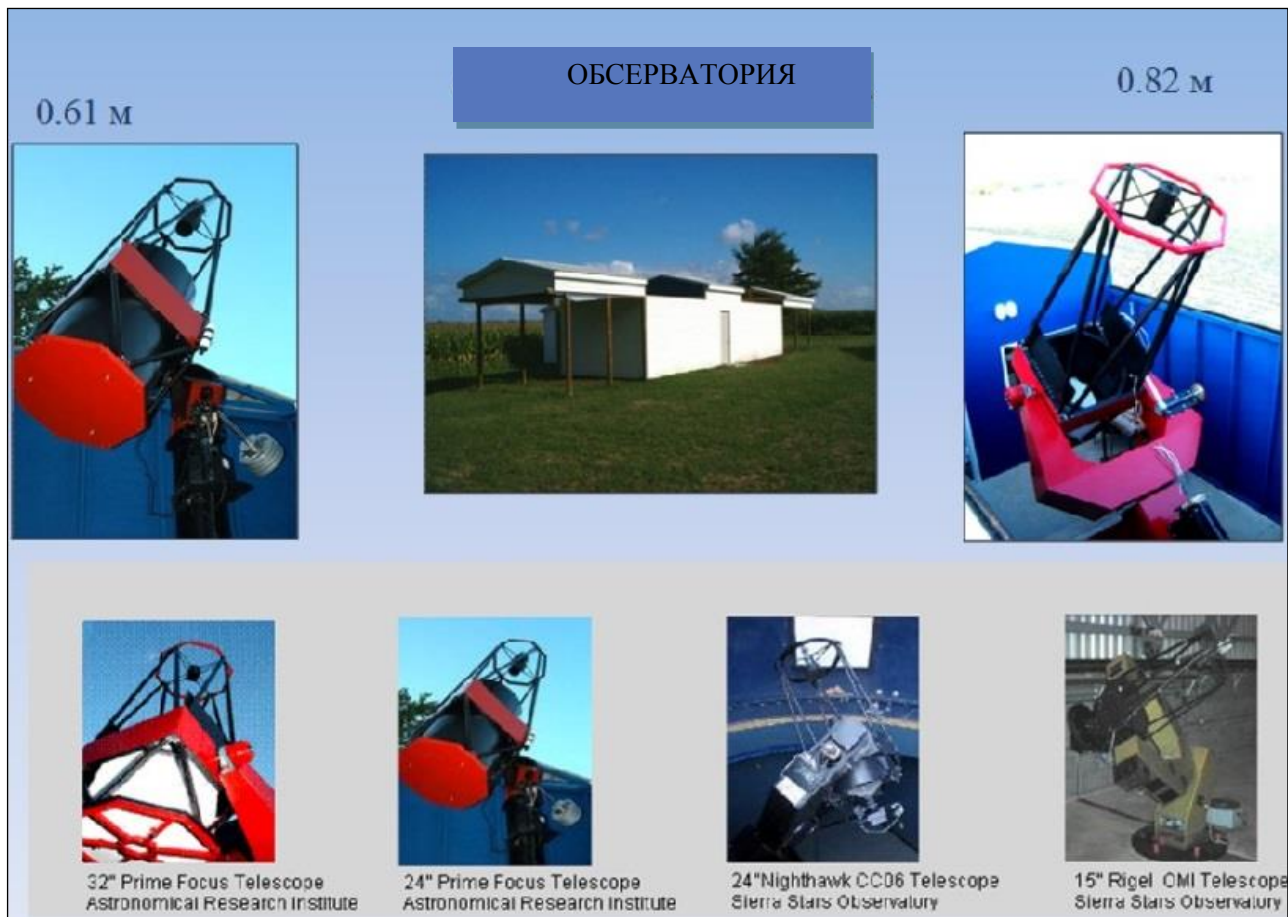 ОБСЕРВАТОРИЯ
0.61 м
0.82 м
32" Prime Focus Telescope
Astronomical Research Institute
24" Prime Focus Telescope
Astronomical Research Institute
24"Nighthawk CC06 Telescope
Sierra Stars Observatory
15" Rigel OMI Telescope
Sierra Stars Observatory